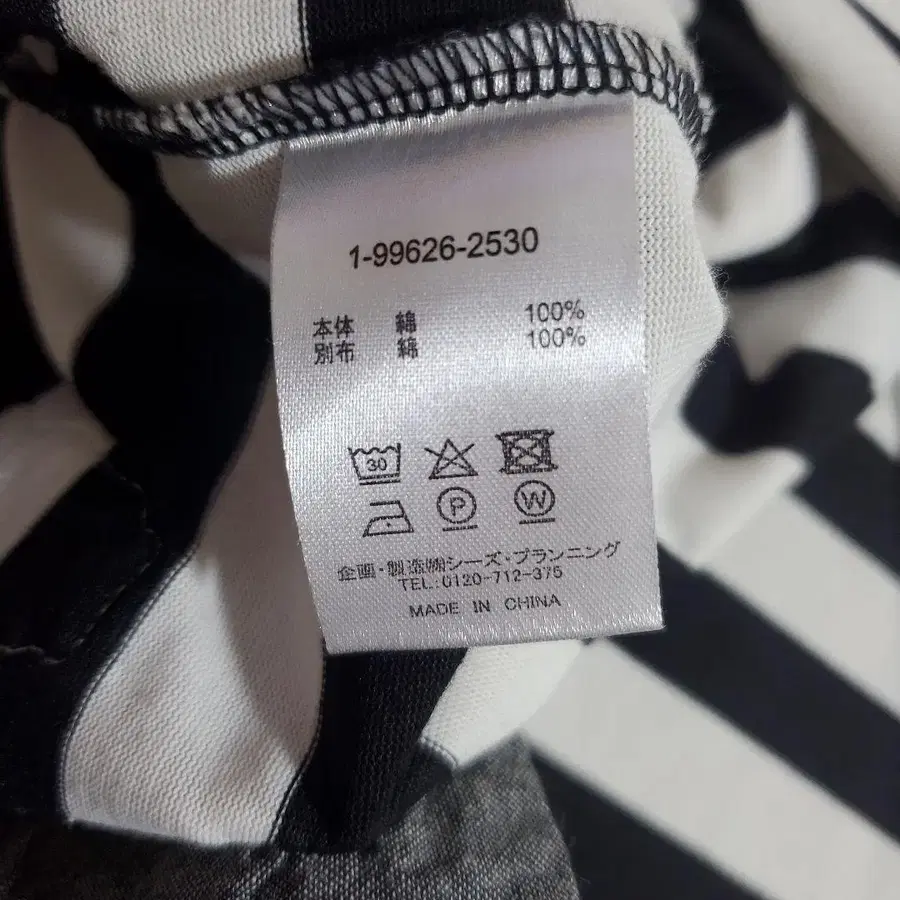 1-99626-2530
本体 綿 100%
別布 綿 100%
30
P W
企画・製造㈱シーズ・プランニング
TEL:0120-712-375
MADE IN CHINA